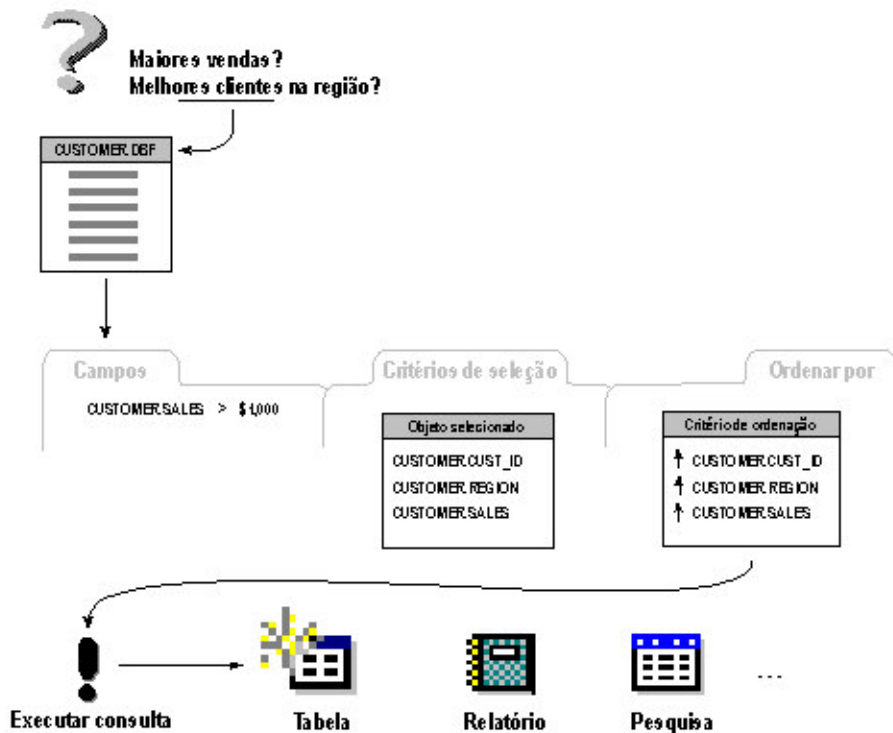 Maiores vendas?
Melhores clientes na região?
CUSTOMER.DBF
Campos
Critérios de seleção
Ordenar por
CUSTOMER.SALES > $1,000
Objeto selecionado
CUSTOMER.CUST_ID
CUSTOMER.REGION
CUSTOMER.SALES
Critério de ordenação
CUSTOMER.CUST_ID
CUSTOMER.REGION
CUSTOMER.SALES
Executar consulta
Tabela
Relatório
Pesquisa
...